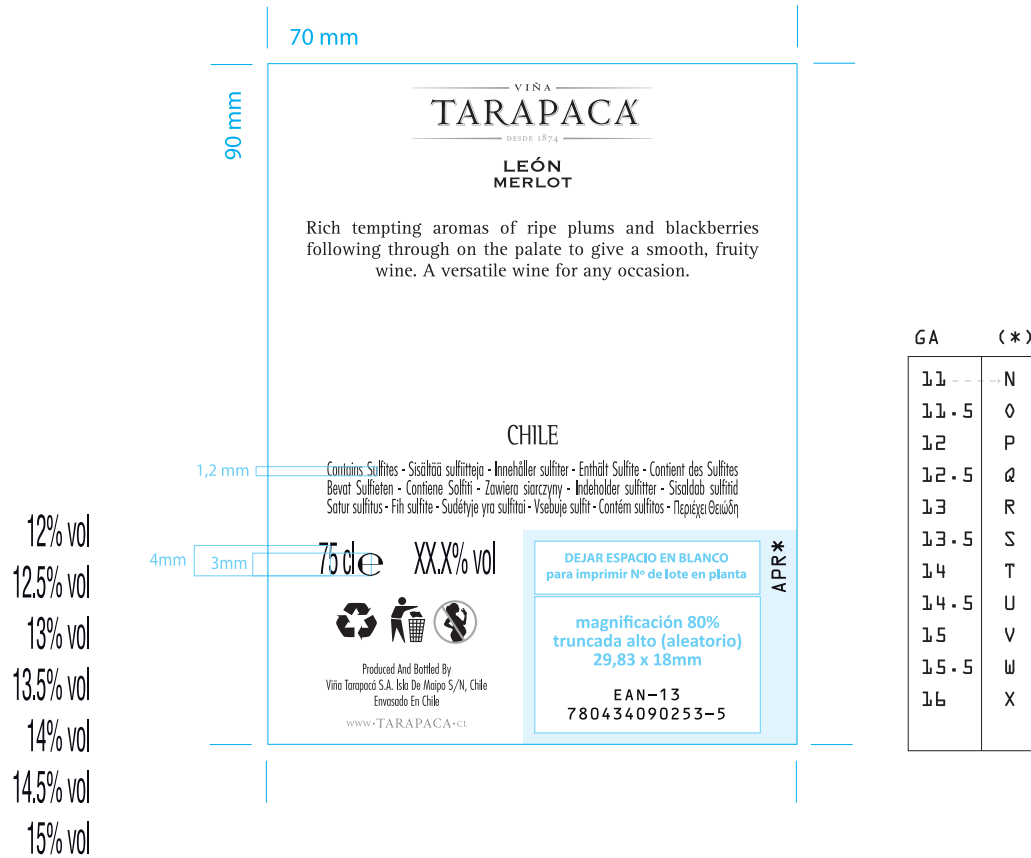 70 mm
90 mm
VIÑA
TARAPACÁ
DESDE 1874
LEÓN
MERLOT
Rich tempting aromas of ripe plums and blackberries
following through on the palate to give a smooth, fruity
wine. A versatile wine for any occasion.
CHILE
1,2 mm
Contains Sulfites - Sisältää sulfiitteja - Innehåller sulfiter - Enthält Sulfite - Contient des Sulfites
Bevat Sulfieten - Contiene Solfiti - Zawiera siarczyny - Indeholder sulfitter - Sisaldab sulfitid
Satur sulfitus - Fih sulfite - Sudétyje yra sulfitai - Vsebuje sulfit - Contém sulfitos - Περιέχει Θειώδη
4mm
3mm
75 cl e XX.X% vol
DEJAR ESPACIO EN BLANCO
para imprimir Nº de lote en planta
APR*
magnificación 80%
truncada alto (aleatorio)
29,83 x 18mm
EAN-13
780434090253-5
Produced And Bottled By
Viña Tarapacá S.A. Isla De Maipo S/N, Chile
Envasado En Chile
WWW·TARAPACA·CL
12% vol
12.5% vol
13% vol
13.5% vol
14% vol
14.5% vol
15% vol
GA (*)
11 N
11.5 O
12 P
12.5 Q
13 R
13.5 S
14 T
14.5 U
15 V
15.5 W
16 X